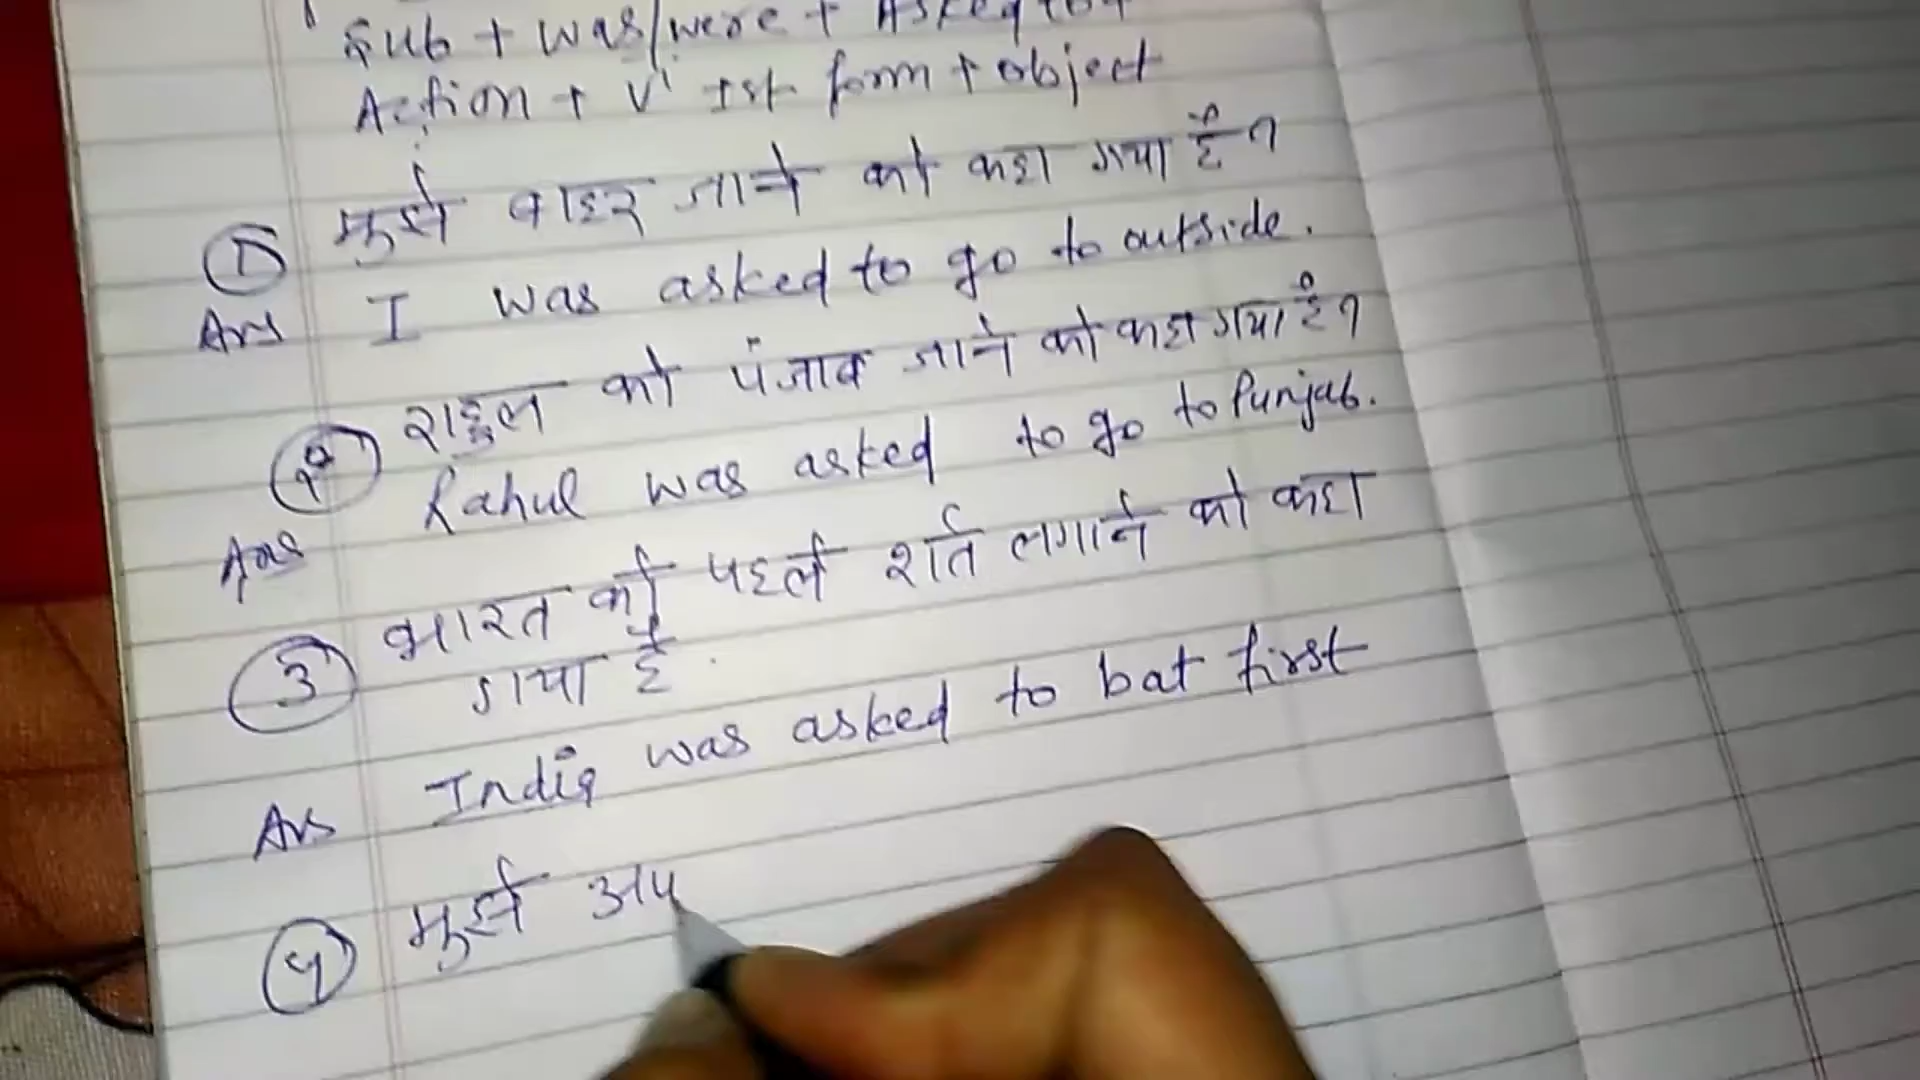 Sub + was/were + Asked to +
Action + V' Ist form + object
① मुझे बाहर जाने को कहा गया है?
Ans I was asked to go to outside.
② राहुल को पंजाब जाने को कहा गया है?
Ans Rahul was asked to go to Punjab.
③ भारत को पहले शर्त लगाने को कहा
गया है.
Ans India was asked to bat first
④ मुझे अप